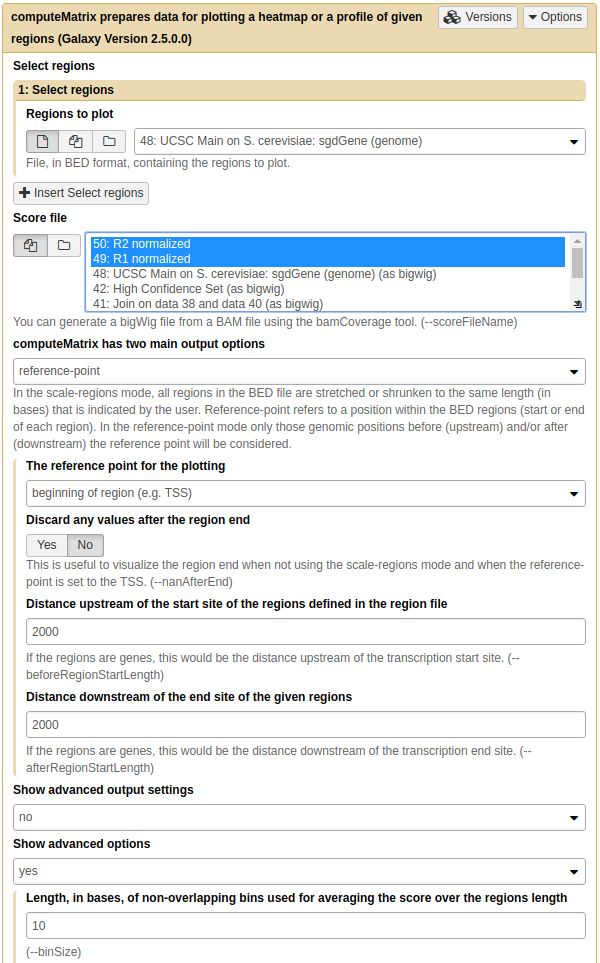 computeMatrix prepares data for plotting a heatmap or a profile of given
regions (Galaxy Version 2.5.0.0)
Versions
Options
Select regions
1: Select regions
Regions to plot
48: UCSC Main on S. cerevisiae: sgdGene (genome)
File, in BED format, containing the regions to plot.
Insert Select regions
Score file
50: R2 normalized
49: R1 normalized
48: UCSC Main on S. cerevisiae: sgdGene (genome) (as bigwig)
42: High Confidence Set (as bigwig)
41: Join on data 38 and data 40 (as bigwig)
You can generate a bigWig file from a BAM file using the bamCoverage tool. (--scoreFileName)
computeMatrix has two main output options
reference-point
In the scale-regions mode, all regions in the BED file are stretched or shrunken to the same length (in
bases) that is indicated by the user. Reference-point refers to a position within the BED regions (start or end
of each region). In the reference-point mode only those genomic positions before (upstream) and/or after
(downstream) the reference point will be considered.
The reference point for the plotting
beginning of region (e.g. TSS)
Discard any values after the region end
Yes No
This is useful to visualize the region end when not using the scale-regions mode and when the reference-
point is set to the TSS. (--nanAfterEnd)
Distance upstream of the start site of the regions defined in the region file
2000
If the regions are genes, this would be the distance upstream of the transcription start site. (--
beforeRegionStartLength)
Distance downstream of the end site of the given regions
2000
If the regions are genes, this would be the distance downstream of the transcription end site. (--
afterRegionStartLength)
Show advanced output settings
no
Show advanced options
yes
Length, in bases, of non-overlapping bins used for averaging the score over the regions length
10
(--binSize)